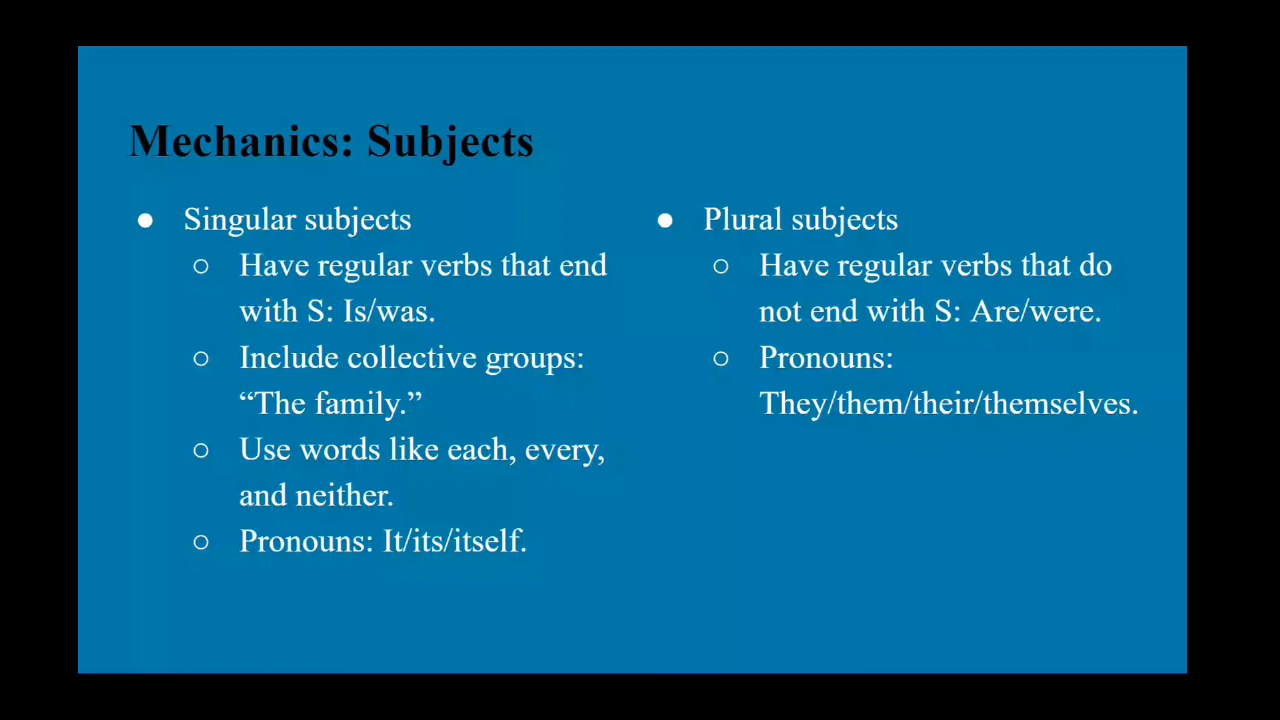 Mechanics: Subjects
● Singular subjects
○ Have regular verbs that end
with S: Is/was.
○ Include collective groups:
“The family.”
○ Use words like each, every,
and neither.
○ Pronouns: It/its/itself.
● Plural subjects
○ Have regular verbs that do
not end with S: Are/were.
○ Pronouns:
They/them/their/themselves.